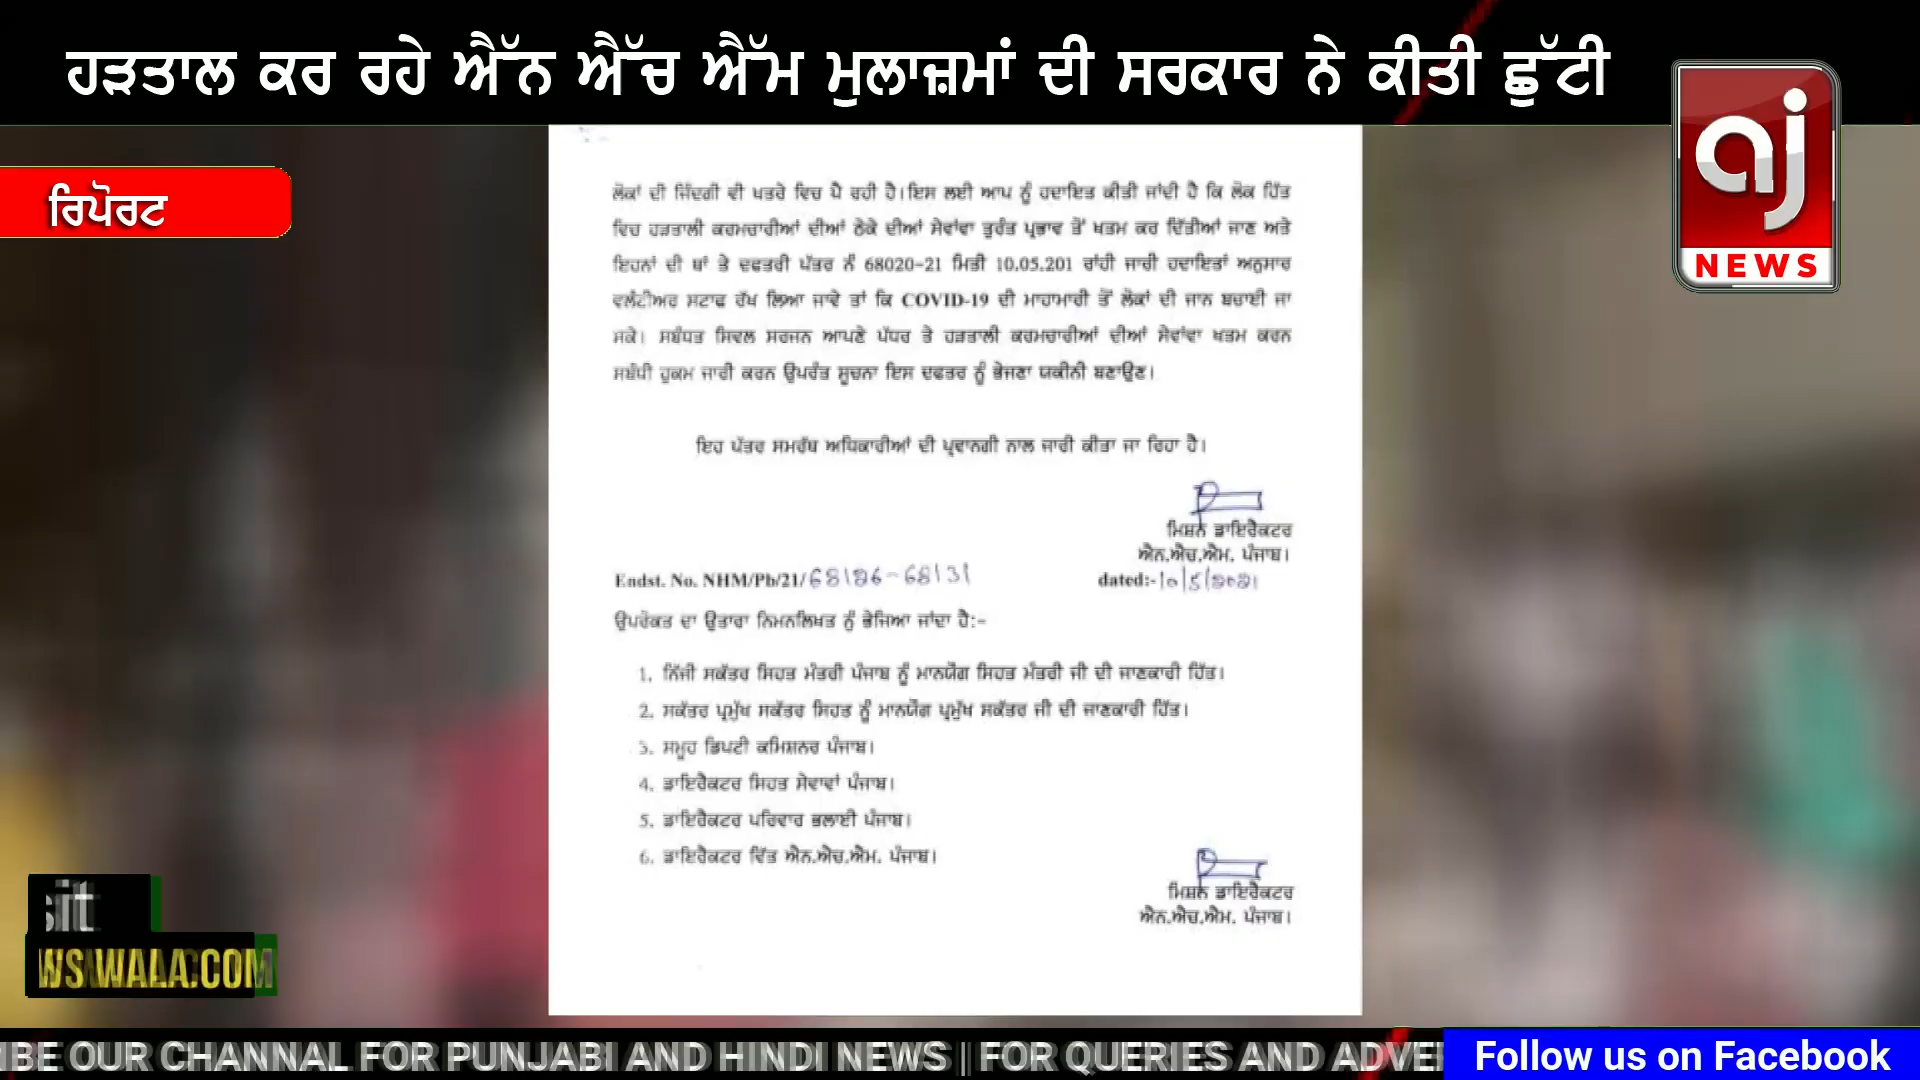 ਹੜਤਾਲ ਕਰ ਰਹੇ ਐੱਨ ਐੱਚ ਐੱਮ ਮੁਲਾਜ਼ਮਾਂ ਦੀ ਸਰਕਾਰ ਨੇ ਕੀਤੀ ਛੁੱਟੀ
aj
NEWS
ਰਿਪੋਰਟ
ਲੋਕਾਂ ਦੀ ਜਿੰਦਗੀ ਵੀ ਖਤਰੇ ਵਿਚ ਪੈ ਰਹੀ ਹੈ।ਇਸ ਲਈ ਆਪ ਨੂੰ ਹਦਾਇਤ ਕੀਤੀ ਜਾਂਦੀ ਹੈ ਕਿ ਲੋਕ ਹਿੱਤ
ਵਿਚ ਹੜਤਾਲੀ ਕਰਮਚਾਰੀਆਂ ਦੀਆਂ ਠੇਕੇ ਦੀਆਂ ਸੇਵਾਂਵਾ ਤੁਰੰਤ ਪ੍ਰਭਾਵ ਤੋਂ ਖਤਮ ਕਰ ਦਿੱਤੀਆਂ ਜਾਣ ਅਤੇ
ਇਹਨਾਂ ਦੀ ਥਾਂ ਤੇ ਦਫਤਰੀ ਪੱਤਰ ਨੰ 68020-21 ਮਿਤੀ 10.05.201 ਰਾਂਹੀ ਜਾਰੀ ਹਦਾਇਤਾਂ ਅਨੁਸਾਰ
ਵਲੰਟੀਅਰ ਸਟਾਫ ਰੱਖ ਲਿਆ ਜਾਵੇ ਤਾਂ ਕਿ COVID-19 ਦੀ ਮਾਹਾਮਾਰੀ ਤੋਂ ਲੋਕਾਂ ਦੀ ਜਾਨ ਬਚਾਈ ਜਾ
ਸਕੇ। ਸਬੰਧਤ ਸਿਵਲ ਸਰਜਨ ਆਪਣੇ ਪੱਧਰ ਤੇ ਹੜਤਾਲੀ ਕਰਮਚਾਰੀਆਂ ਦੀਆਂ ਸੇਵਾਂਵਾ ਖਤਮ ਕਰਨ
ਸਬੰਧੀ ਹੁਕਮ ਜਾਰੀ ਕਰਨ ਉਪਰੰਤ ਸੂਚਨਾ ਇਸ ਦਫਤਰ ਨੂੰ ਭੇਜਣਾ ਯਕੀਨੀ ਬਣਾਉਣ।
ਇਹ ਪੱਤਰ ਸਮਰੱਥ ਅਧਿਕਾਰੀਆਂ ਦੀ ਪ੍ਰਵਾਨਗੀ ਨਾਲ ਜਾਰੀ ਕੀਤਾ ਜਾ ਰਿਹਾ ਹੈ।
ਮਿਸ਼ਨ ਡਾਇਰੈਕਟਰ
ਐਨ.ਐਚ.ਐਮ. ਪੰਜਾਬ।
Endst. No. NHM/Pb/21/68126-68131 dated:-10/5/2021
ਉਪਰੋਕਤ ਦਾ ਉਤਾਰਾ ਨਿਮਨਲਿਖਤ ਨੂੰ ਭੇਜਿਆ ਜਾਂਦਾ ਹੈ:-
1. ਨਿੱਜੀ ਸਕੱਤਰ ਸਿਹਤ ਮੰਤਰੀ ਪੰਜਾਬ ਨੂੰ ਮਾਨਯੋਗ ਸਿਹਤ ਮੰਤਰੀ ਜੀ ਦੀ ਜਾਣਕਾਰੀ ਹਿੱਤ।
2. ਸਕੱਤਰ ਪ੍ਰਮੁੱਖ ਸਕੱਤਰ ਸਿਹਤ ਨੂੰ ਮਾਨਯੋਗ ਪ੍ਰਮੁੱਖ ਸਕੱਤਰ ਜੀ ਦੀ ਜਾਣਕਾਰੀ ਹਿੱਤ।
3. ਸਮੂਹ ਡਿਪਟੀ ਕਮਿਸ਼ਨਰ ਪੰਜਾਬ।
4. ਡਾਇਰੈਕਟਰ ਸਿਹਤ ਸੇਵਾਵਾਂ ਪੰਜਾਬ।
5. ਡਾਇਰੈਕਟਰ ਪਰਿਵਾਰ ਭਲਾਈ ਪੰਜਾਬ।
6. ਡਾਇਰੈਕਟਰ ਵਿੱਤ ਐਨ.ਐਚ.ਐਮ. ਪੰਜਾਬ।
ਮਿਸ਼ਨ ਡਾਇਰੈਕਟਰ
ਐਨ.ਐਚ.ਐਮ. ਪੰਜਾਬ।
sit
WSWALA.COM
BE OUR CHANNAL FOR PUNJABI AND HINDI NEWS || FOR QUERIES AND ADVE
Follow us on Facebook